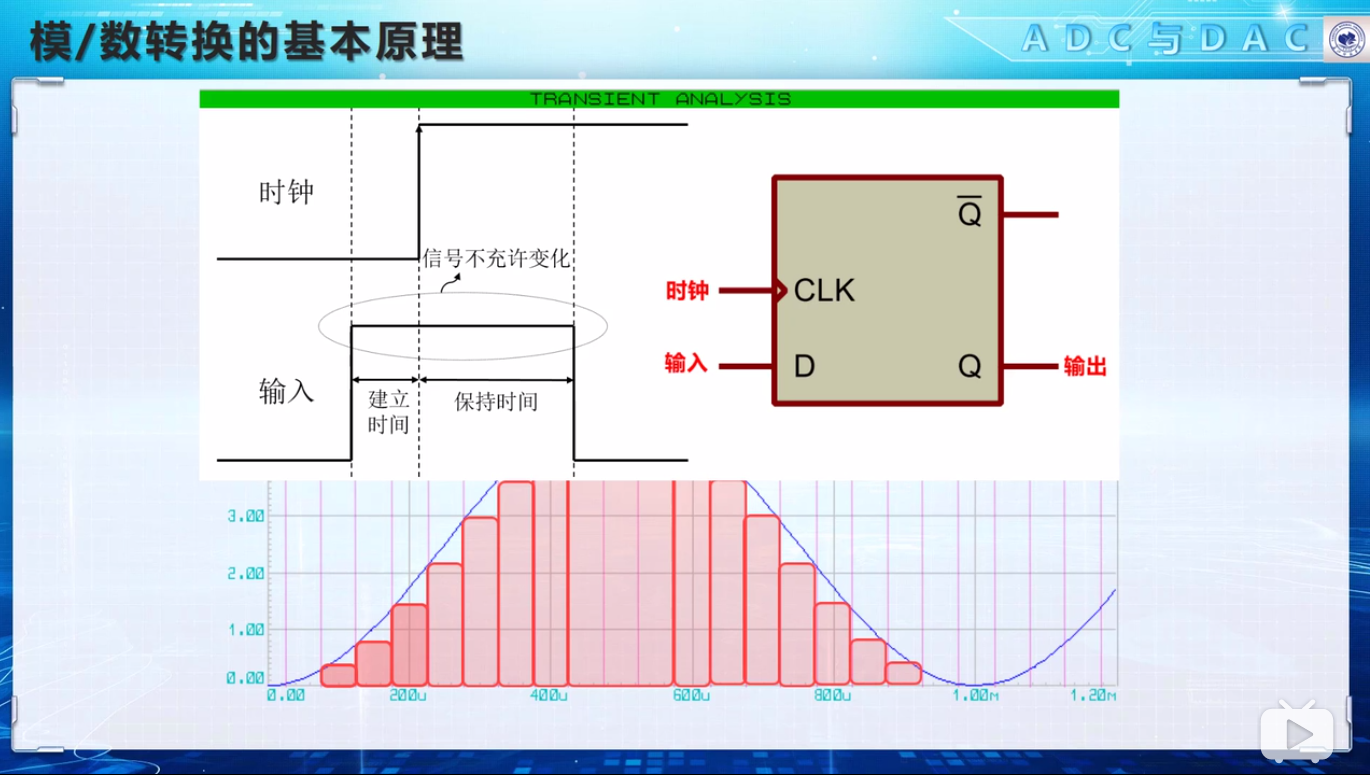 模/数转换的基本原理
ADC与DAC
TRANSIENT ANALYSIS
时钟
信号不充许变化
输入
建立
时间
保持时间
Q
时钟
CLK
输入
D
Q
输出
3.00
2.00
1.00
0.00
0.00
200u
400u
600u
800u
1.00m
1.20m